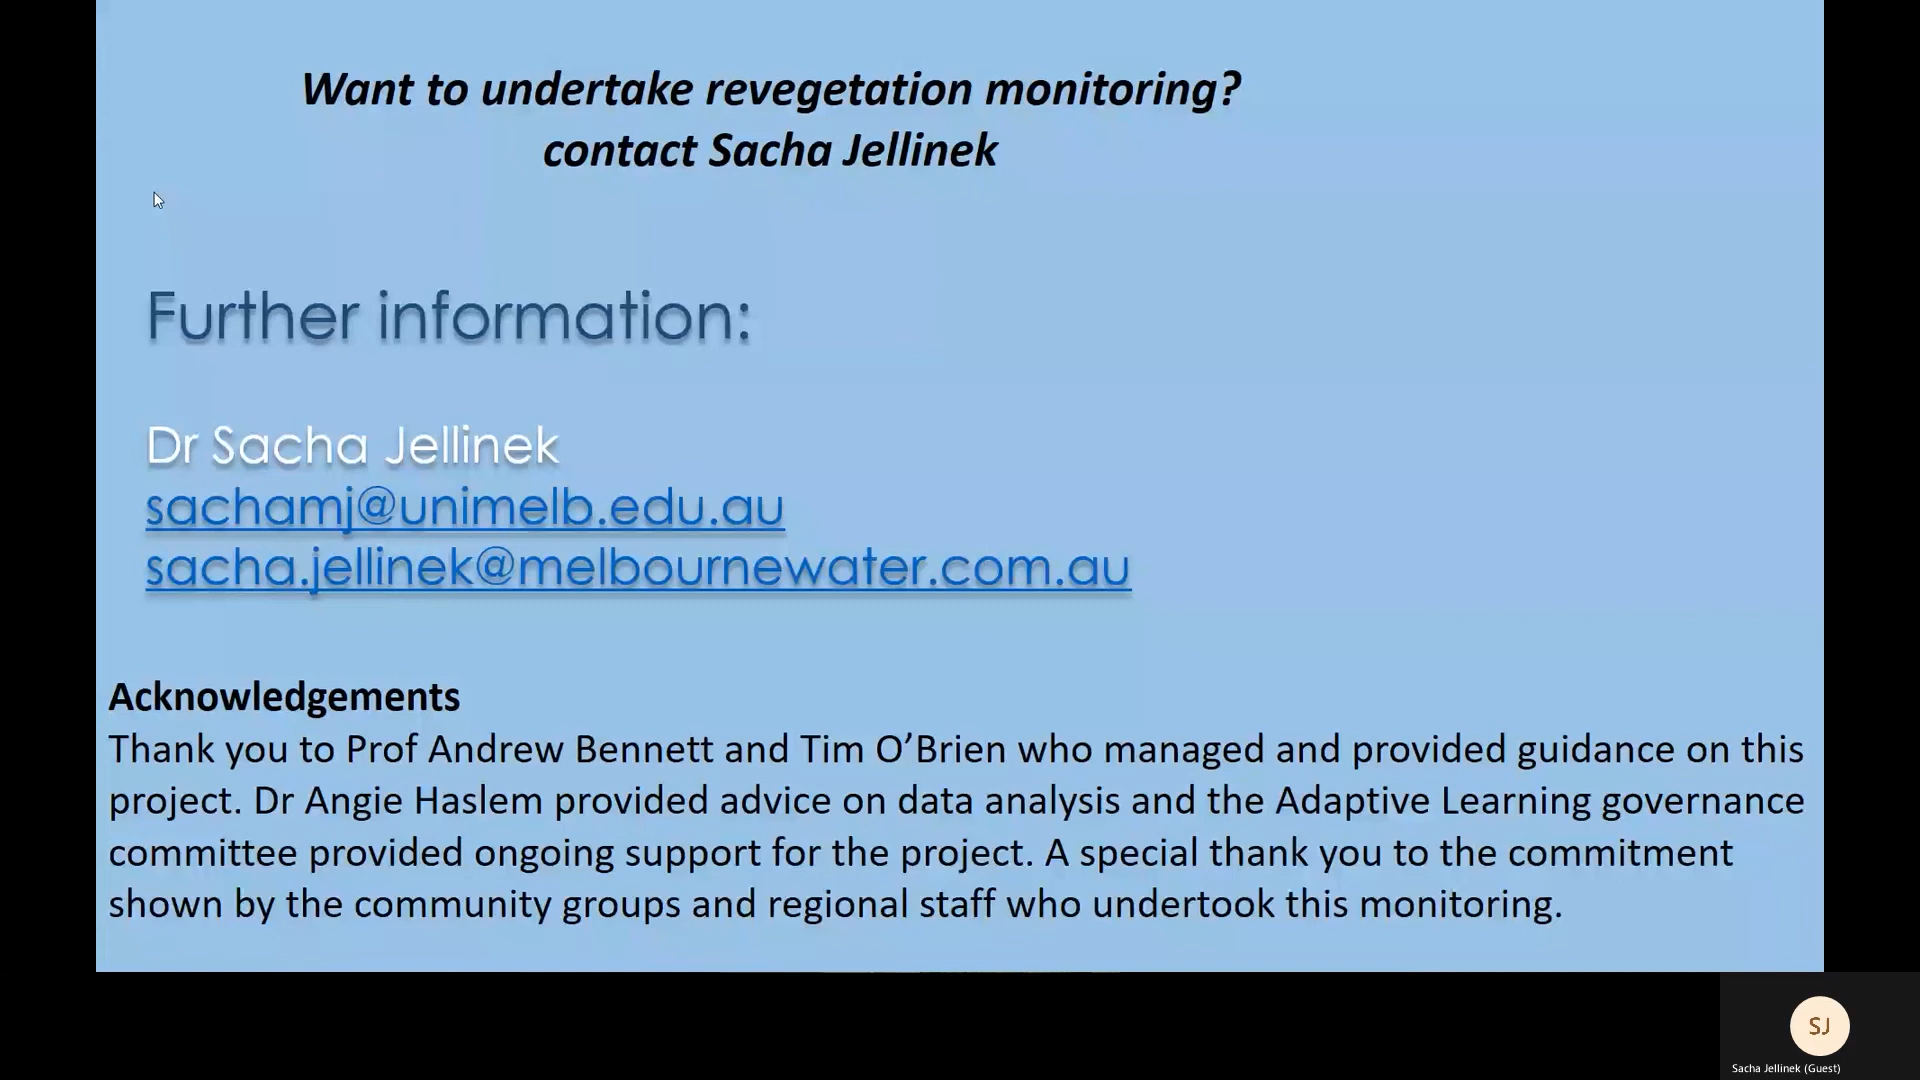 Want to undertake revegetation monitoring?
contact Sacha Jellinek
Further information:
Dr Sacha Jellinek
sachamj@unimelb.edu.au
sacha.jellinek@melbournewater.com.au
Acknowledgements
Thank you to Prof Andrew Bennett and Tim O’Brien who managed and provided guidance on this
project. Dr Angie Haslem provided advice on data analysis and the Adaptive Learning governance
committee provided ongoing support for the project. A special thank you to the commitment
shown by the community groups and regional staff who undertook this monitoring.
SJ
Sacha Jellinek (Guest)